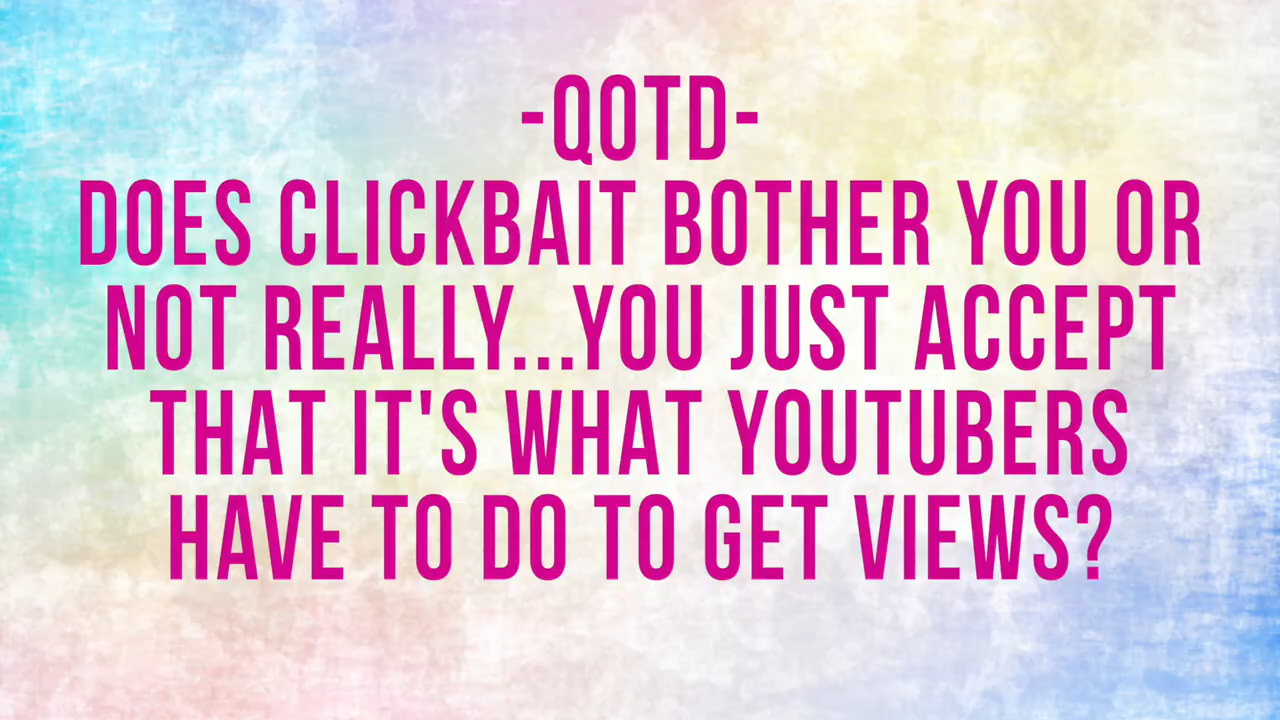 -QOTD-
DOES CLICKBAIT BOTHER YOU OR
NOT REALLY...YOU JUST ACCEPT
THAT IT'S WHAT YOUTUBERS
HAVE TO DO TO GET VIEWS?